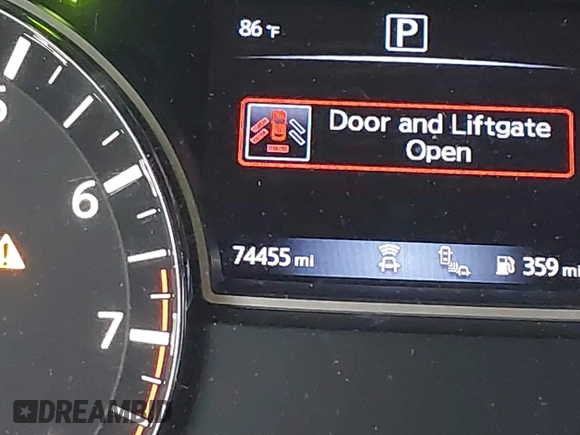 86°F
P
Door and Liftgate
Open
74455 mi
359 mi
6
7
DREAMBID